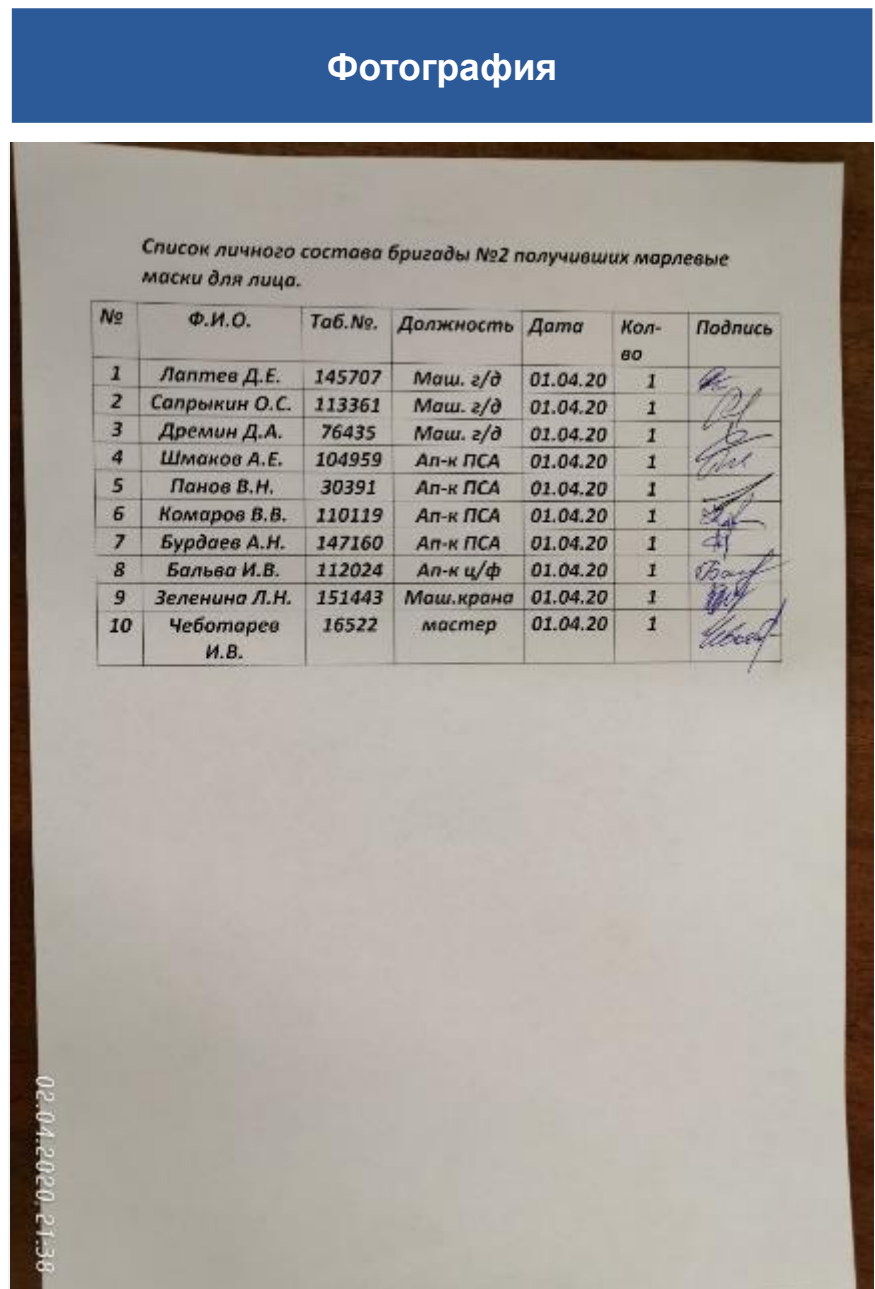 Фотография
Список личного состава бригады №2 получивших марлевые
маски для лица.
№ Ф.И.О. Таб.№. Должность Дата Кол-во Подпись
1 Лаптев Д.Е. 145707 Маш. г/д 01.04.20 1
2 Сапрыкин О.С. 113361 Маш. г/д 01.04.20 1
3 Дремин Д.А. 76435 Маш. г/д 01.04.20 1
4 Шмаков А.Е. 104959 Ап-к ПСА 01.04.20 1
5 Панов В.Н. 30391 Ап-к ПСА 01.04.20 1
6 Комаров В.В. 110119 Ап-к ПСА 01.04.20 1
7 Бурдаев А.Н. 147160 Ап-к ПСА 01.04.20 1
8 Бальва И.В. 112024 Ап-к ц/ф 01.04.20 1
9 Зеленина Л.Н. 151443 Маш.крана 01.04.20 1
10 Чеботарев И.В. 16522 мастер 01.04.20 1
02.04.2020 21:38